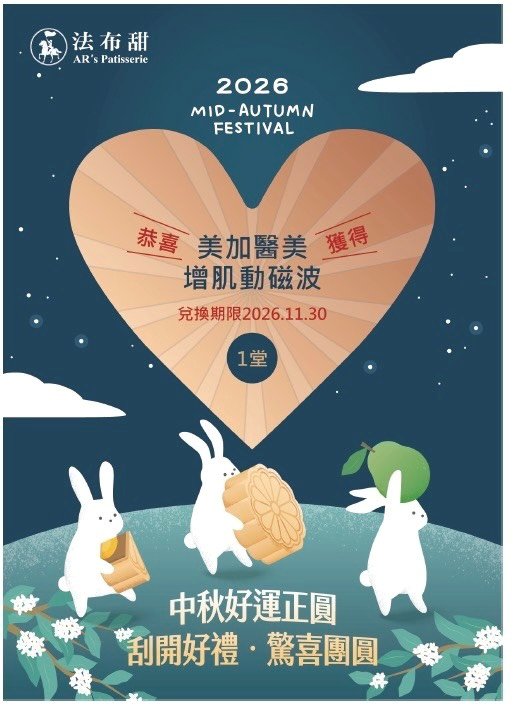 法布甜
AR's Patisserie
2026
MID-AUTUMN
FESTIVAL
恭喜 美加醫美 獲得
增肌動磁波
兌換期限2026.11.30
1堂
中秋好運正圓
刮開好禮・驚喜團圓